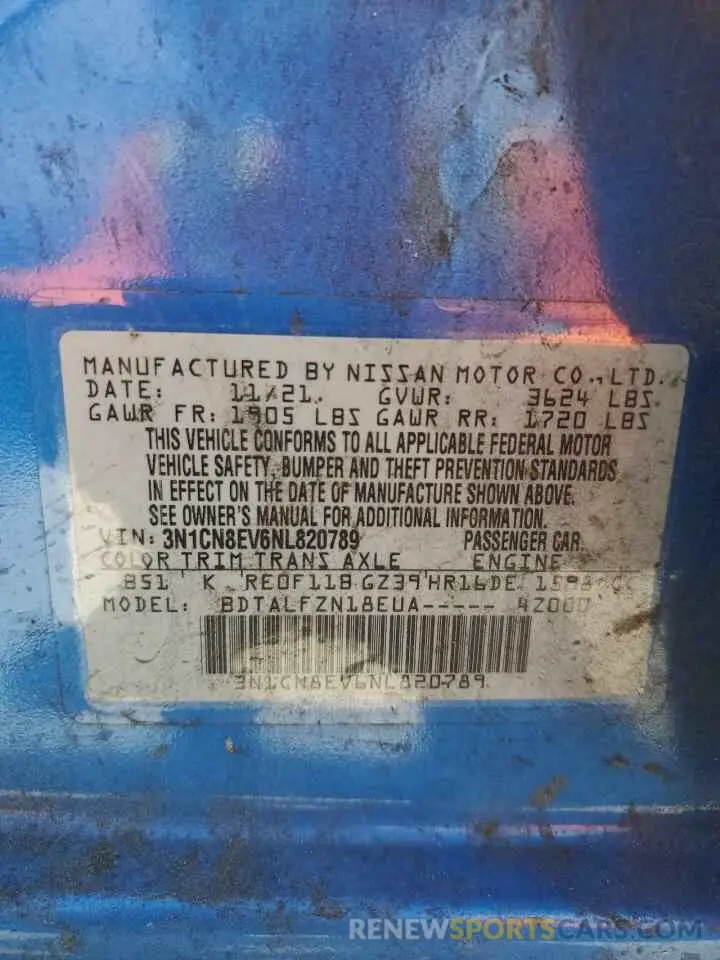 MANUFACTURED BY NISSAN MOTOR CO., LTD.
DATE: 11/21. GVWR: 3624 LBS.
GAWR FR: 1905 LBS GAWR RR: 1720 LBS
THIS VEHICLE CONFORMS TO ALL APPLICABLE FEDERAL MOTOR
VEHICLE SAFETY, BUMPER AND THEFT PREVENTION STANDARDS
IN EFFECT ON THE DATE OF MANUFACTURE SHOWN ABOVE.
SEE OWNER'S MANUAL FOR ADDITIONAL INFORMATION.
VIN: 3N1CN8EV6NL820789 PASSENGER CAR.
COLOR TRIM TRANS AXLE ENGINE
B51 K RE0F11B GZ39 HR16DE
MODEL: BDTALFZN18EUA-----
3N1CN8EV6NL820789
RENEWSPORTSCARS.COM